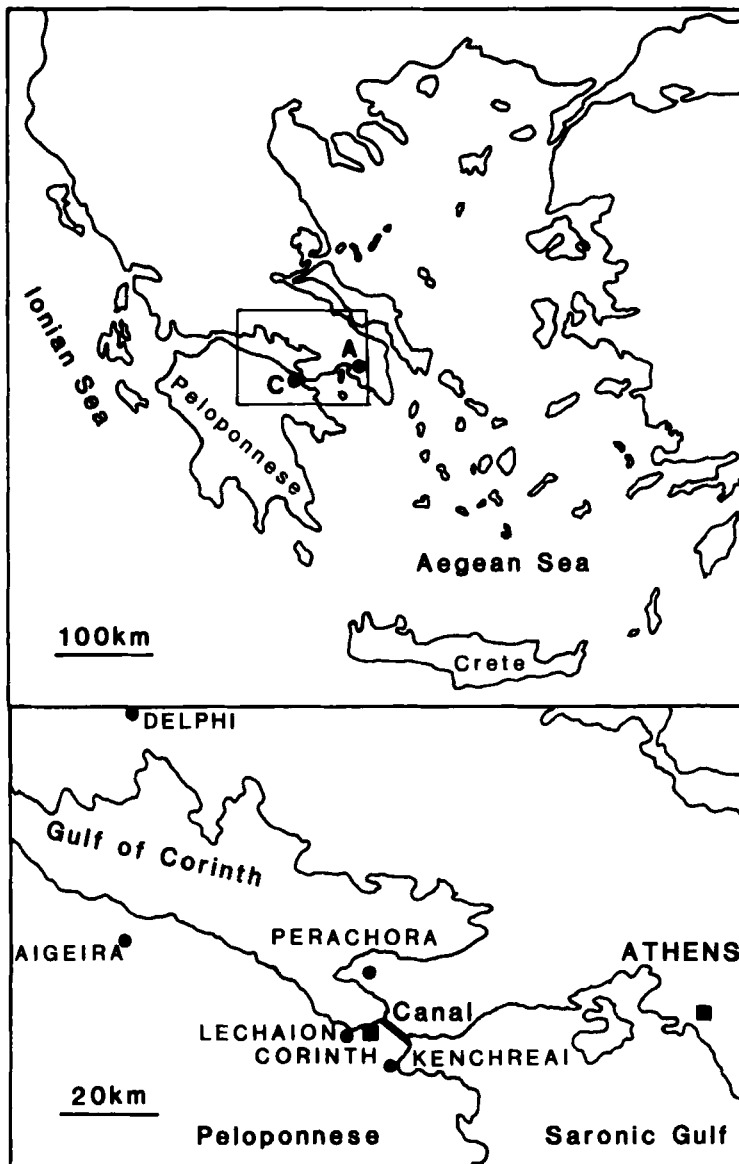 Ionian Sea
A
C
Peloponnese
Aegean Sea
100km
Crete
DELPHI
Gulf of Corinth
PERACHORA
AIGEIRA
ATHENS
Canal
LECHAION
CORINTH
KENCHREAI
20km
Peloponnese
Saronic Gulf